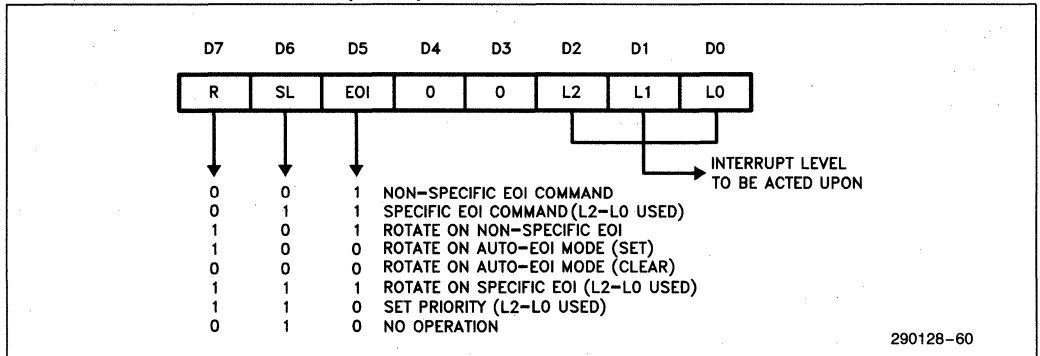 D7 D6 D5 D4 D3 D2 D1 D0
R SL EOI 0 0 L2 L1 L0
INTERRUPT LEVEL
TO BE ACTED UPON
0 0 1 NON-SPECIFIC EOI COMMAND
0 1 1 SPECIFIC EOI COMMAND (L2-L0 USED)
1 0 1 ROTATE ON NON-SPECIFIC EOI
1 0 0 ROTATE ON AUTO-EOI MODE (SET)
0 0 0 ROTATE ON AUTO-EOI MODE (CLEAR)
1 1 1 ROTATE ON SPECIFIC EOI (L2-L0 USED)
1 1 0 SET PRIORITY (L2-L0 USED)
0 1 0 NO OPERATION
290128-60